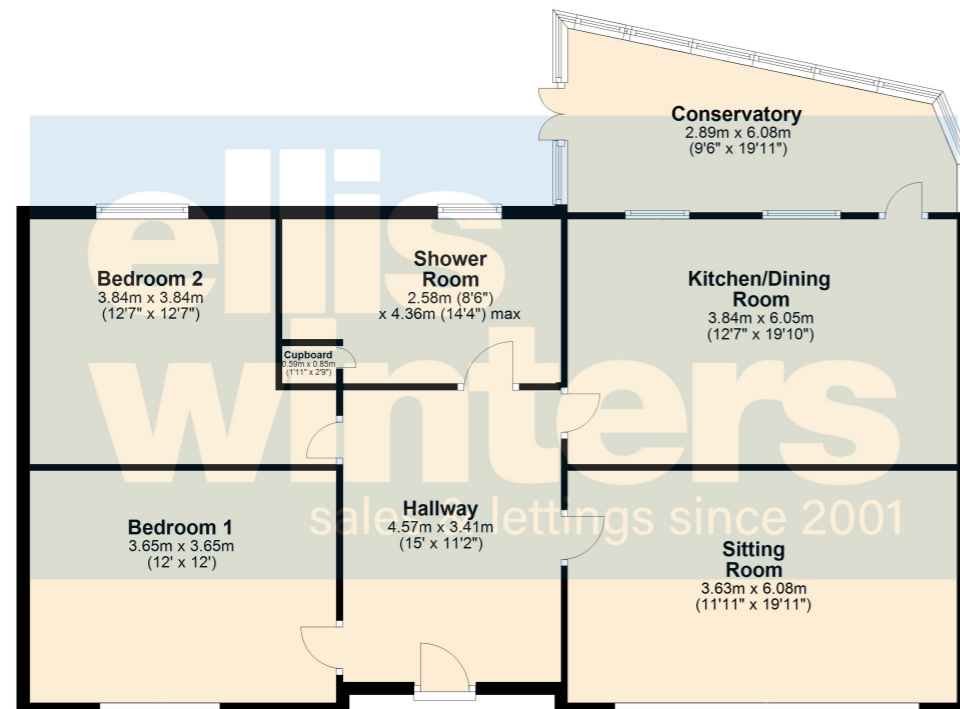 Conservatory
2.89m x 6.08m
(9'6" x 19'11")
Bedroom 2
3.84m x 3.84m
(12'7" x 12'7")
Shower
Room
2.58m (8'6")
x 4.36m (14'4") max
Kitchen/Dining
Room
3.84m x 6.05m
(12'7" x 19'10")
Cupboard
0.59m x 0.85m
(1'11" x 2'9")
Bedroom 1
3.65m x 3.65m
(12' x 12')
Hallway
4.57m x 3.41m
(15' x 11'2")
Sitting
Room
3.63m x 6.08m
(11'11" x 19'11")
ellis
winters
sales & lettings since 2001